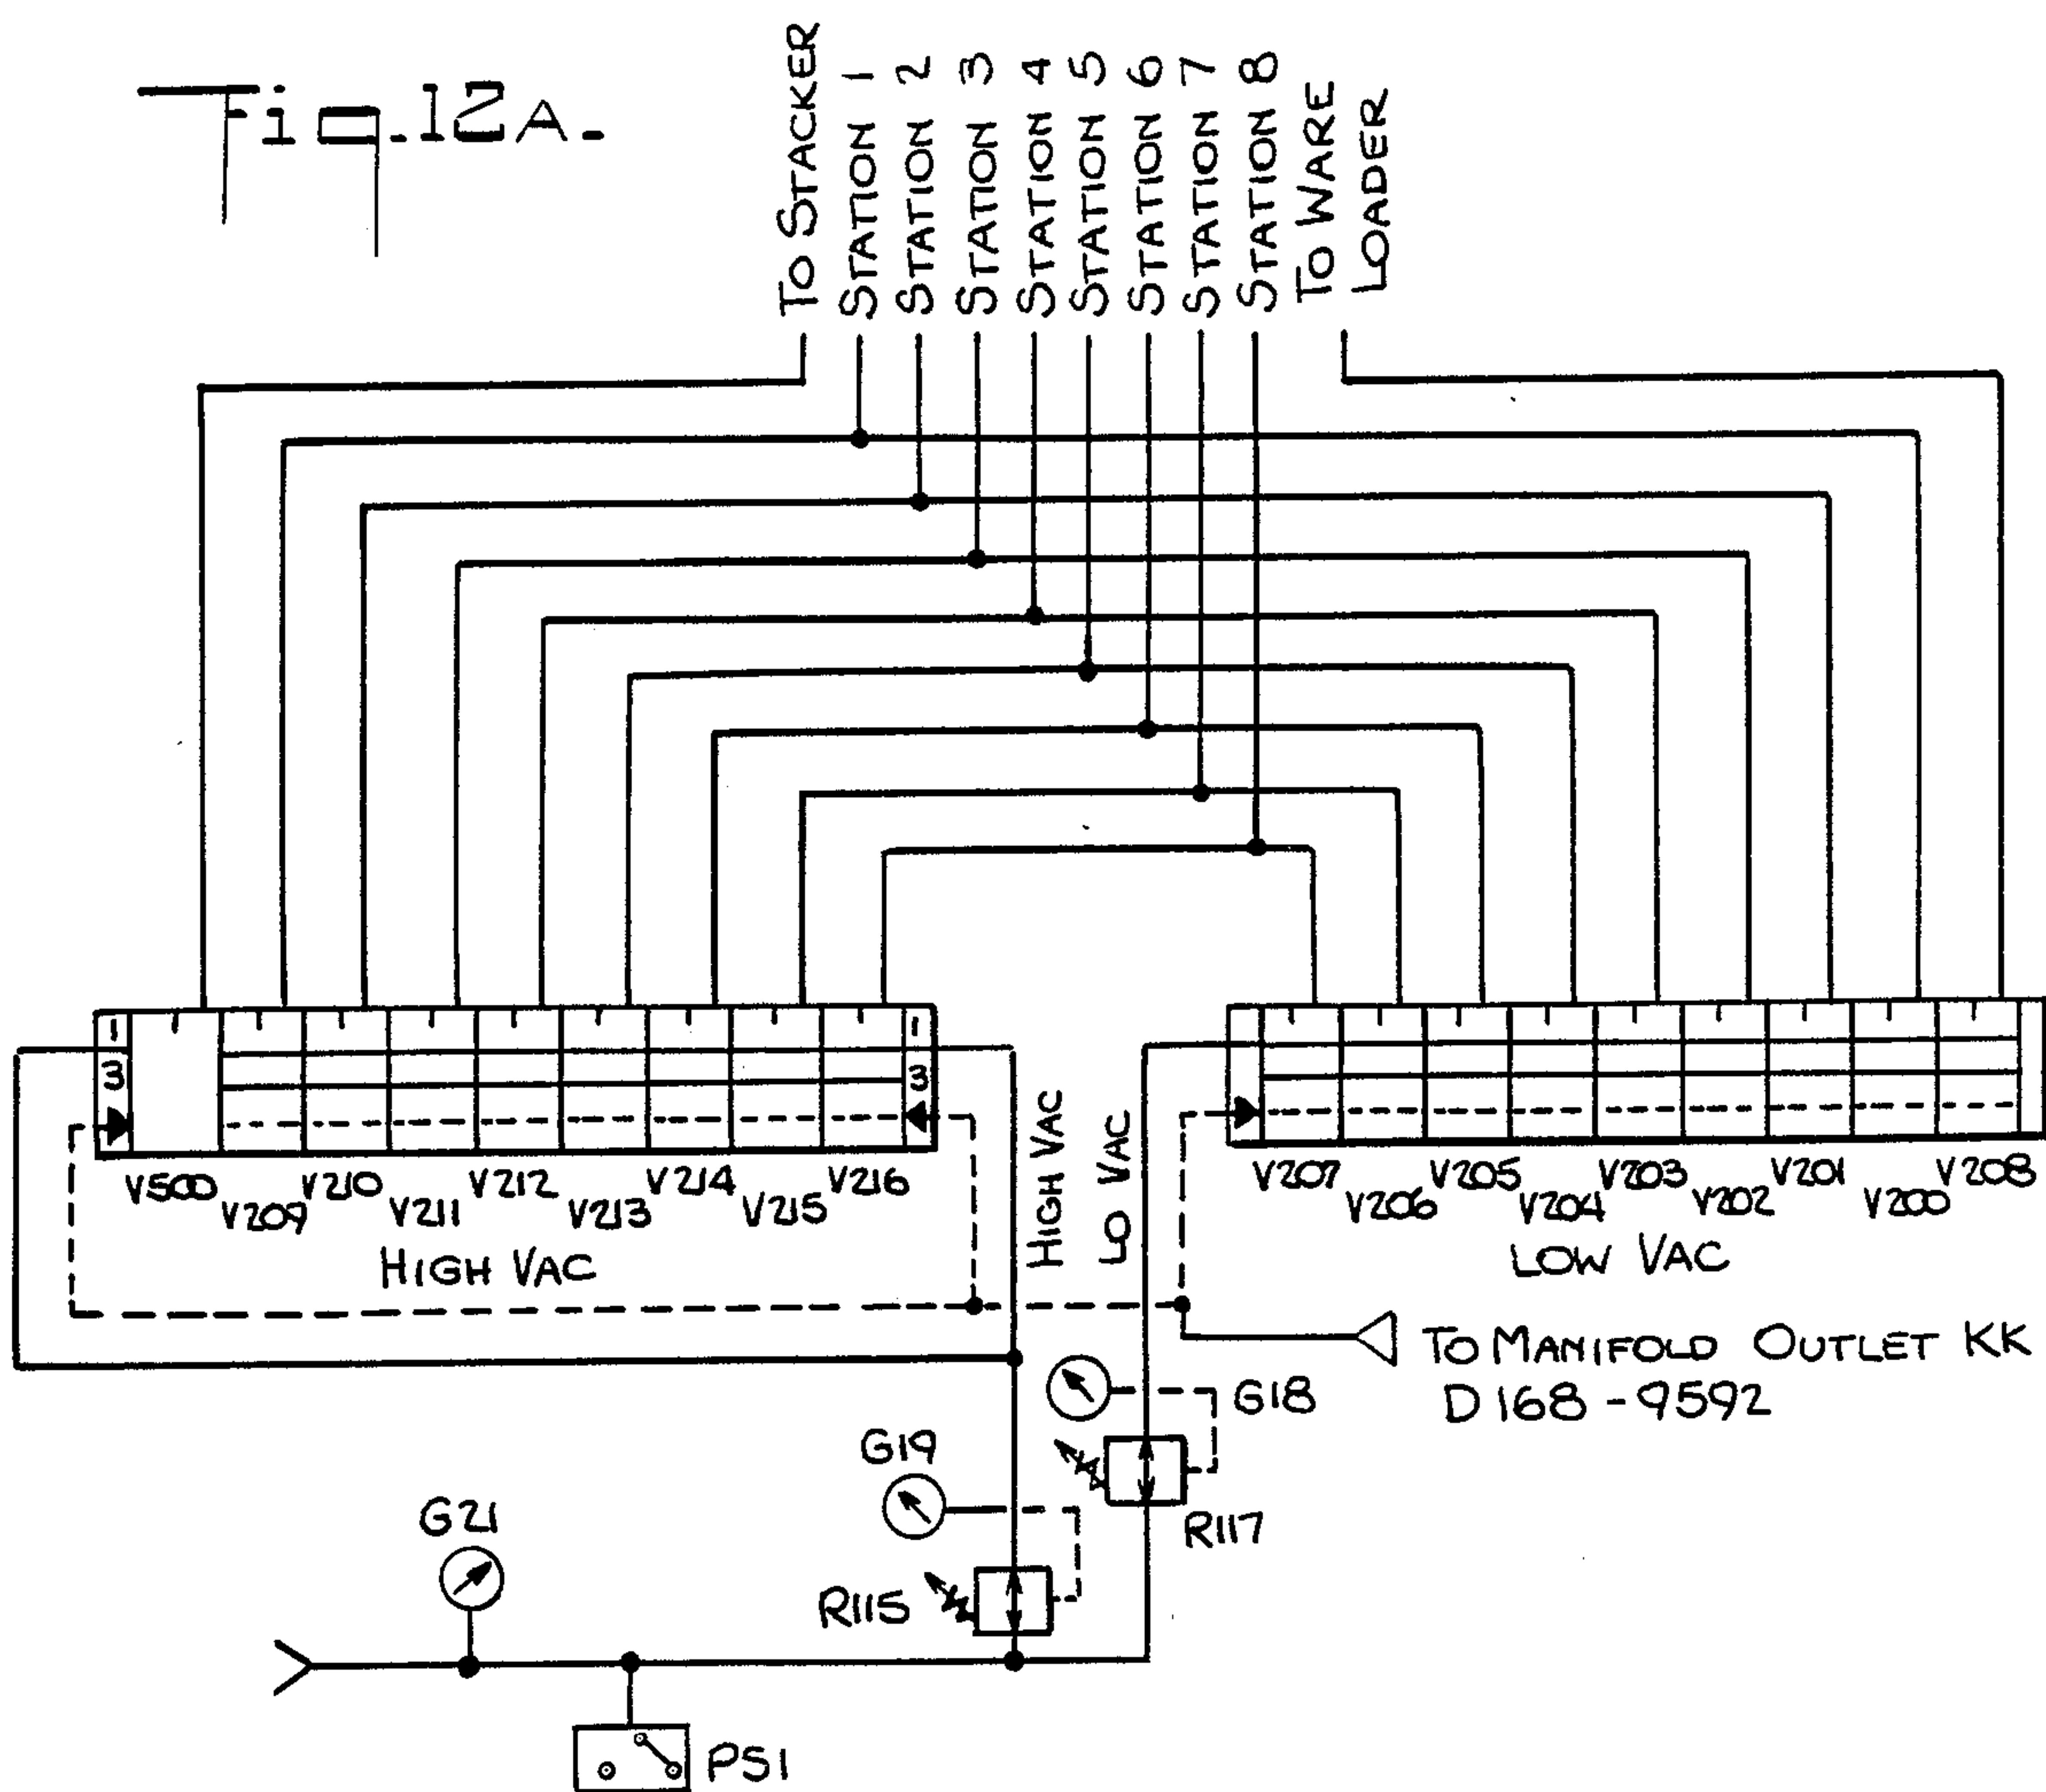 Fig.12A.
TO STACKER
STATION 1
STATION 2
STATION 3
STATION 4
STATION 5
STATION 6
STATION 7
STATION 8
TO WARE
LOADER
1
3
1
3
V500
V209
V210
V211
V212
V213
V214
V215
V216
HIGH VAC
HIGH VAC
LO VAC
V207
V206
V205
V204
V203
V202
V201
V200
V208
LOW VAC
TO MANIFOLD OUTLET KK
D168-9592
G18
G19
R117
G21
R115
PS1